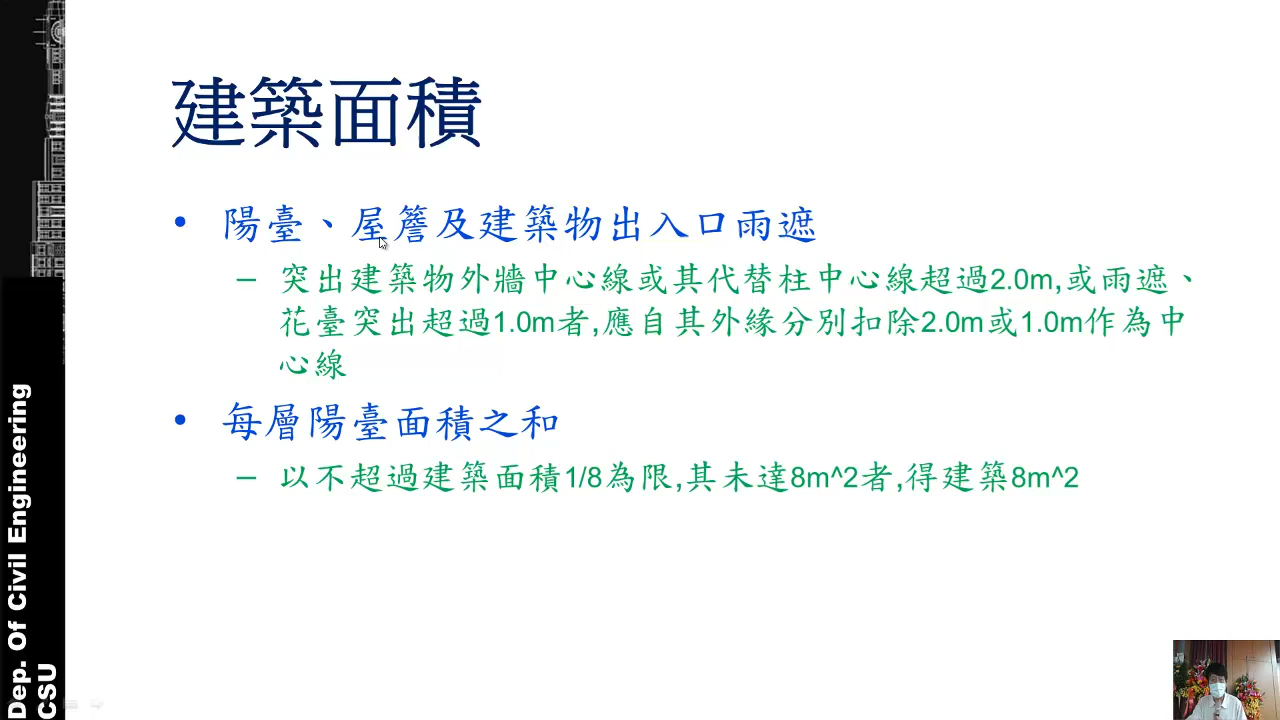 建築面積
• 陽臺、屋簷及建築物出入口雨遮
– 突出建築物外牆中心線或其代替柱中心線超過2.0m,或雨遮、
花臺突出超過1.0m者,應自其外緣分別扣除2.0m或1.0m作為中
心線
• 每層陽臺面積之和
– 以不超過建築面積1/8為限,其未達8m^2者,得建築8m^2
Dep. Of Civil Engineering
CSU